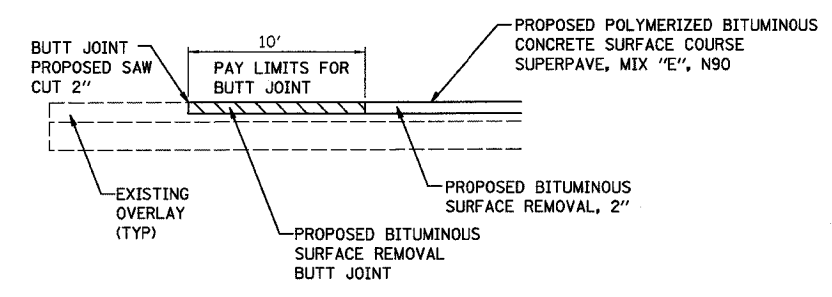 PROPOSED POLYMERIZED BITUMINOUS
CONCRETE SURFACE COURSE
SUPERPAVE, MIX "E", N90
BUTT JOINT
PROPOSED SAW
CUT 2"
10'
PAY LIMITS FOR
BUTT JOINT
EXISTING
OVERLAY
(TYP)
PROPOSED BITUMINOUS
SURFACE REMOVAL, 2"
PROPOSED BITUMINOUS
SURFACE REMOVAL
BUTT JOINT